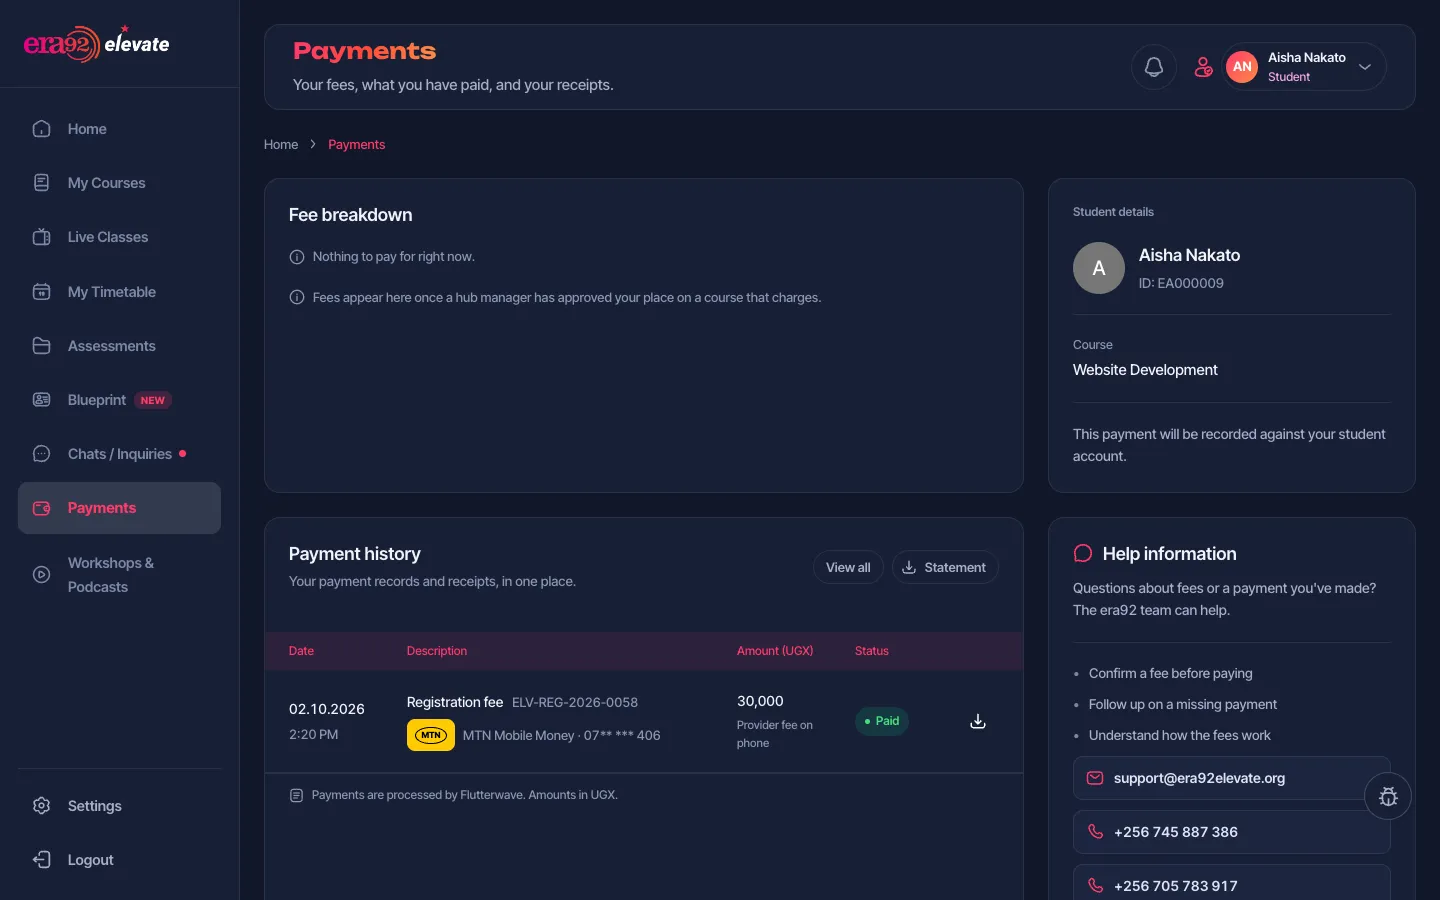 era92 elevate
Home
My Courses
Live Classes
My Timetable
Assessments
Blueprint NEW
Chats / Inquiries
Payments
Workshops &
Podcasts
Settings
Logout
Payments
Your fees, what you have paid, and your receipts.
AN
Aisha Nakato
Student
Home > Payments
Fee breakdown
Nothing to pay for right now.
Fees appear here once a hub manager has approved your place on a course that charges.
Student details
A
Aisha Nakato
ID: EA000009
Course
Website Development
This payment will be recorded against your student
account.
Payment history
Your payment records and receipts, in one place.
View all
Statement
Date Description Amount (UGX) Status
02.10.2026
2:20 PM
Registration fee ELV-REG-2026-0058
MTN MTN Mobile Money · 07** *** 406
30,000
Provider fee on
phone
Paid
Payments are processed by Flutterwave. Amounts in UGX.
Help information
Questions about fees or a payment you've made?
The era92 team can help.
• Confirm a fee before paying
• Follow up on a missing payment
• Understand how the fees work
support@era92elevate.org
+256 745 887 386
+256 705 783 917